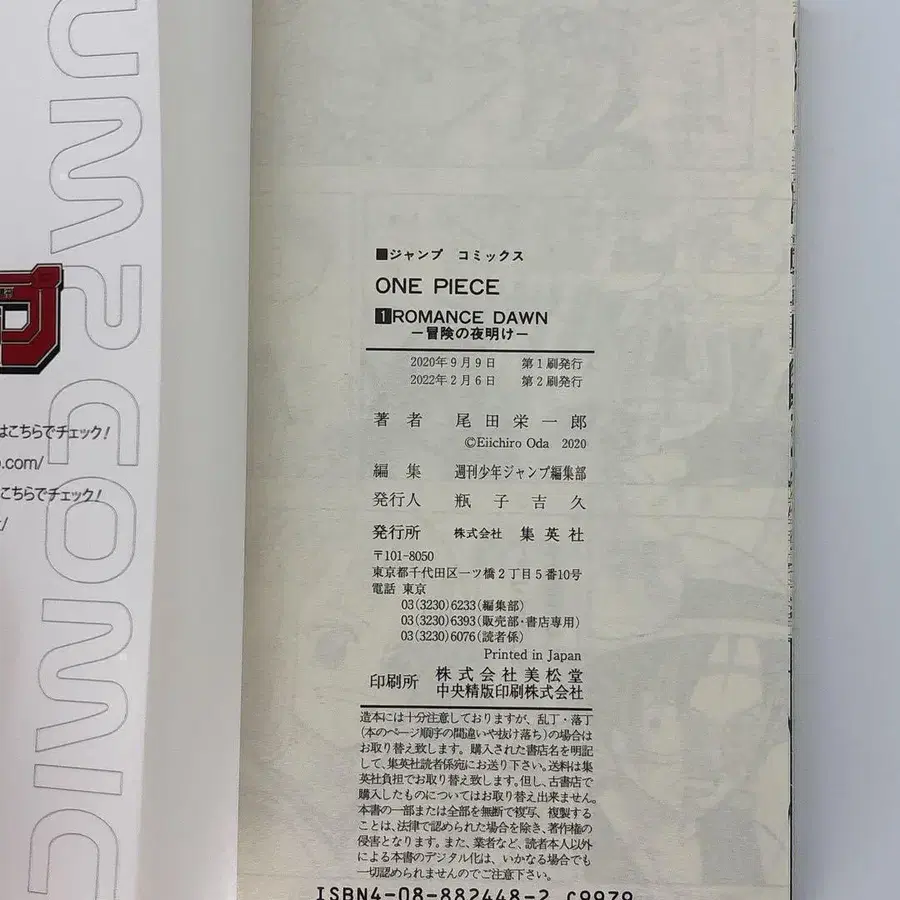 JUMP COMIC
プ
はこちらでチェック!
o.com/
こちらでチェック!
/
■ジャンプ コミックス
ONE PIECE
1 ROMANCE DAWN
ー冒険の夜明けー
2020年9月9日 第1刷発行
2022年2月6日 第2刷発行
著者 尾田栄一郎
©Eiichiro Oda 2020
編集 週刊少年ジャンプ編集部
発行人 瓶子吉久
発行所 株式会社 集英社
〒101-8050
東京都千代田区一ツ橋2丁目5番10号
電話 東京
03(3230)6233(編集部)
03(3230)6393(販売部・書店専用)
03(3230)6076(読者係)
Printed in Japan
印刷所 株式会社美松堂
中央精版印刷株式会社
造本には十分注意しておりますが、乱丁・落丁
(本のページ順序の間違いや抜け落ち)の場合は
お取り替え致します。購入された書店名を明記
して、集英社読者係宛にお送り下さい。送料は集
英社負担でお取り替え致します。但し、古書店で
購入したものについてはお取り替え出来ません。
本書の一部または全部を無断で複写、複製する
ことは、法律で認められた場合を除き、著作権の
侵害となります。また、業者など、読者本人以外
による本書のデジタル化は、いかなる場合でも
一切認められませんのでご注意下さい。
ISBN4-08-882448-2 C9979